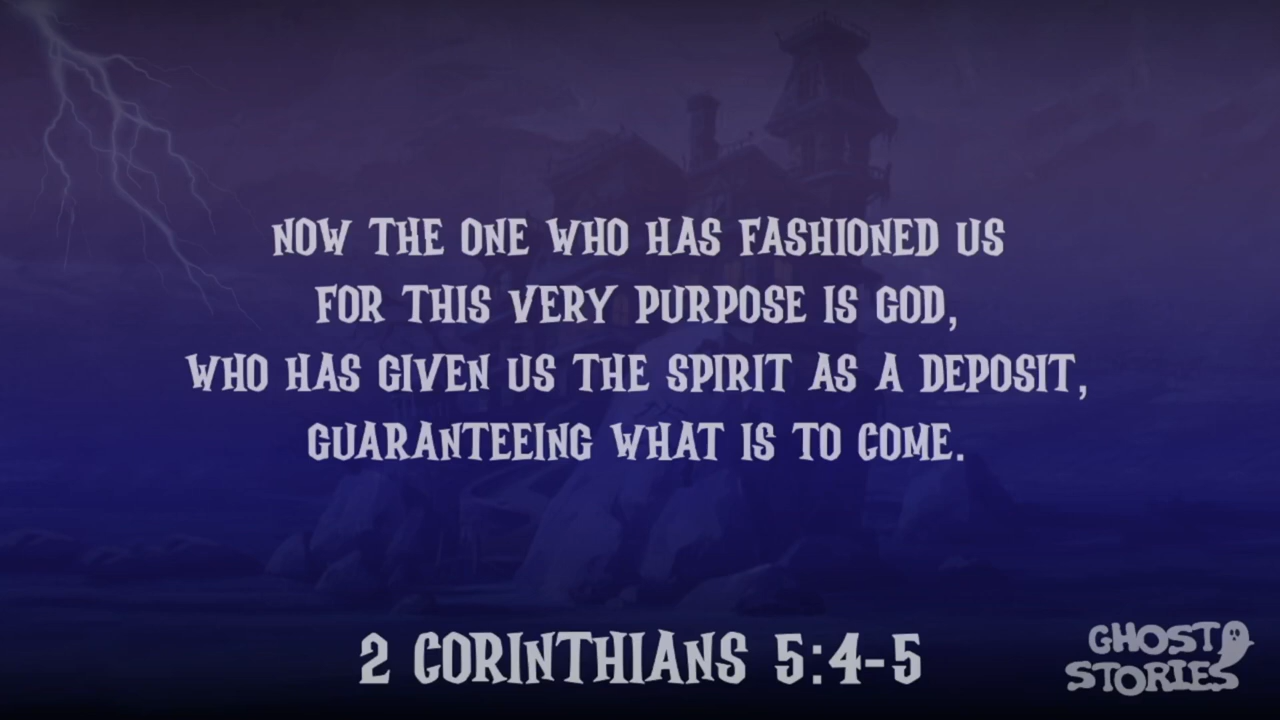 NOW THE ONE WHO HAS FASHIONED US
FOR THIS VERY PURPOSE IS GOD,
WHO HAS GIVEN US THE SPIRIT AS A DEPOSIT,
GUARANTEEING WHAT IS TO COME.
2 CORINTHIANS 5:4-5
GHOST
STORIES